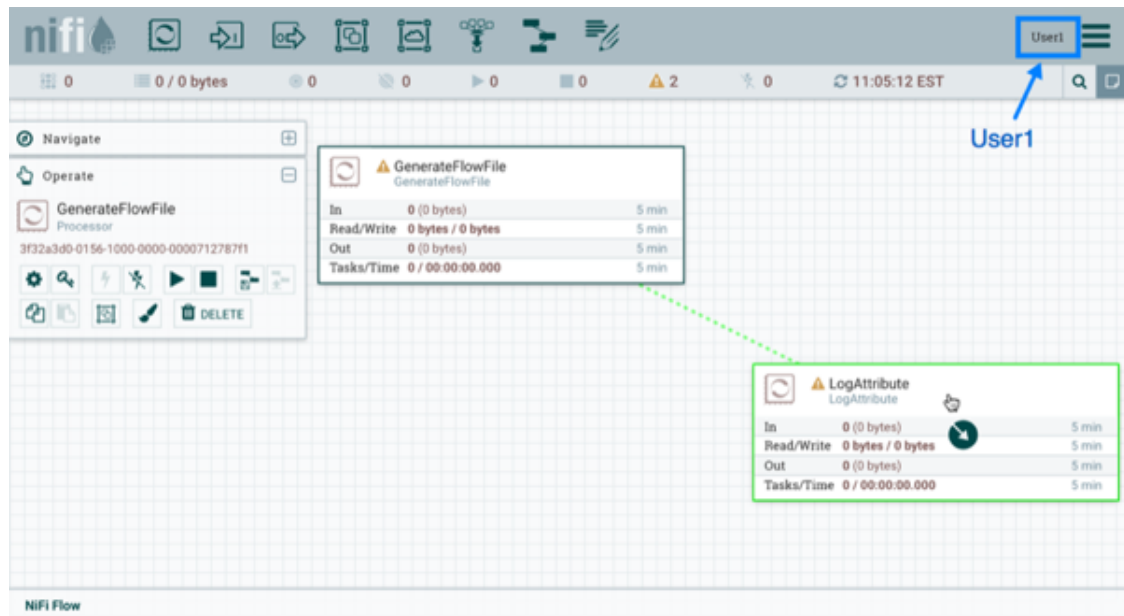 nifi
User1
0 0 / 0 bytes 0 0 0 0 2 0 11:05:12 EST
User1
Navigate
Operate
GenerateFlowFile
Processor
3f32a3d0-0156-1000-0000-0000712787f1
DELETE
GenerateFlowFile
GenerateFlowFile
In 0 (0 bytes) 5 min
Read/Write 0 bytes / 0 bytes 5 min
Out 0 (0 bytes) 5 min
Tasks/Time 0 / 00:00:00.000 5 min
LogAttribute
LogAttribute
In 0 (0 bytes) 5 min
Read/Write 0 bytes / 0 bytes 5 min
Out 0 (0 bytes) 5 min
Tasks/Time 0 / 00:00:00.000 5 min
NiFi Flow